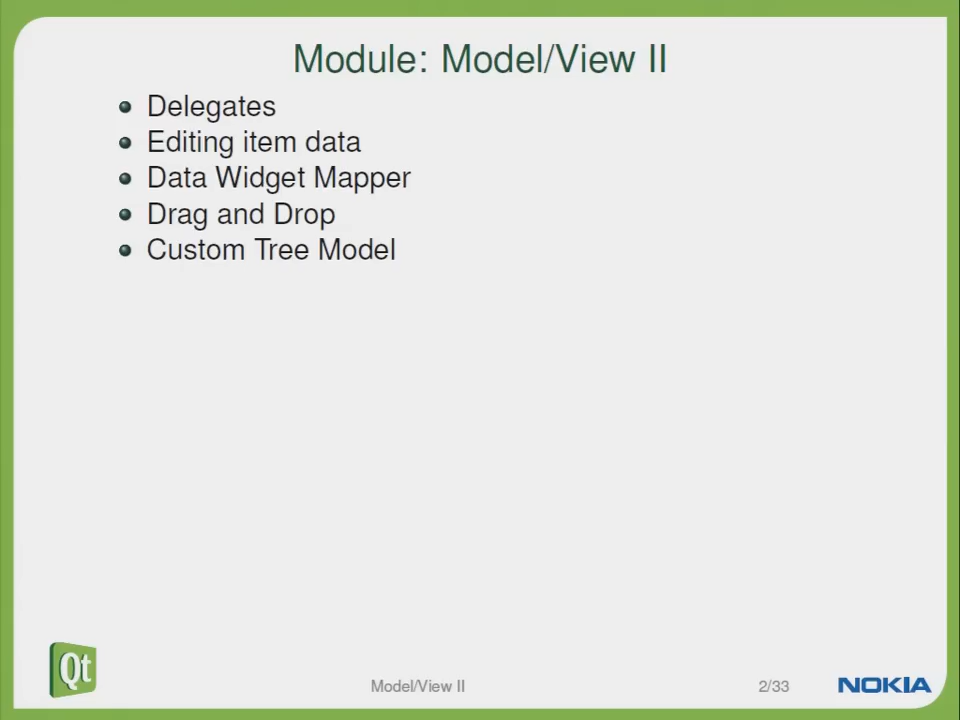 Module: Model/View II
Delegates
Editing item data
Data Widget Mapper
Drag and Drop
Custom Tree Model
Qt
Model/View II
2/33
NOKIA